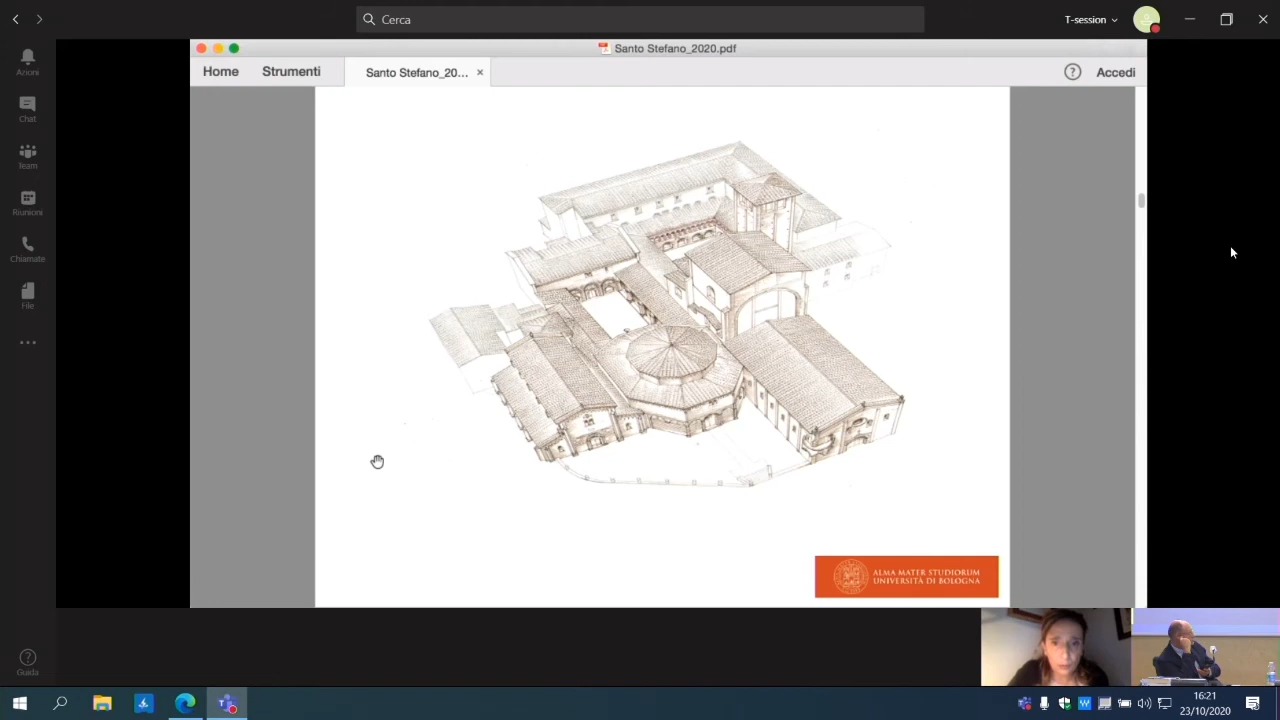 Cerca
T-session
Santo Stefano_2020.pdf
Home
Strumenti
Santo Stefano_20...
Accedi
Chat
Team
Riunioni
Chiamate
File
Guida
ALMA MATER STUDIORUM
UNIVERSITÀ DI BOLOGNA
16:21
23/10/2020